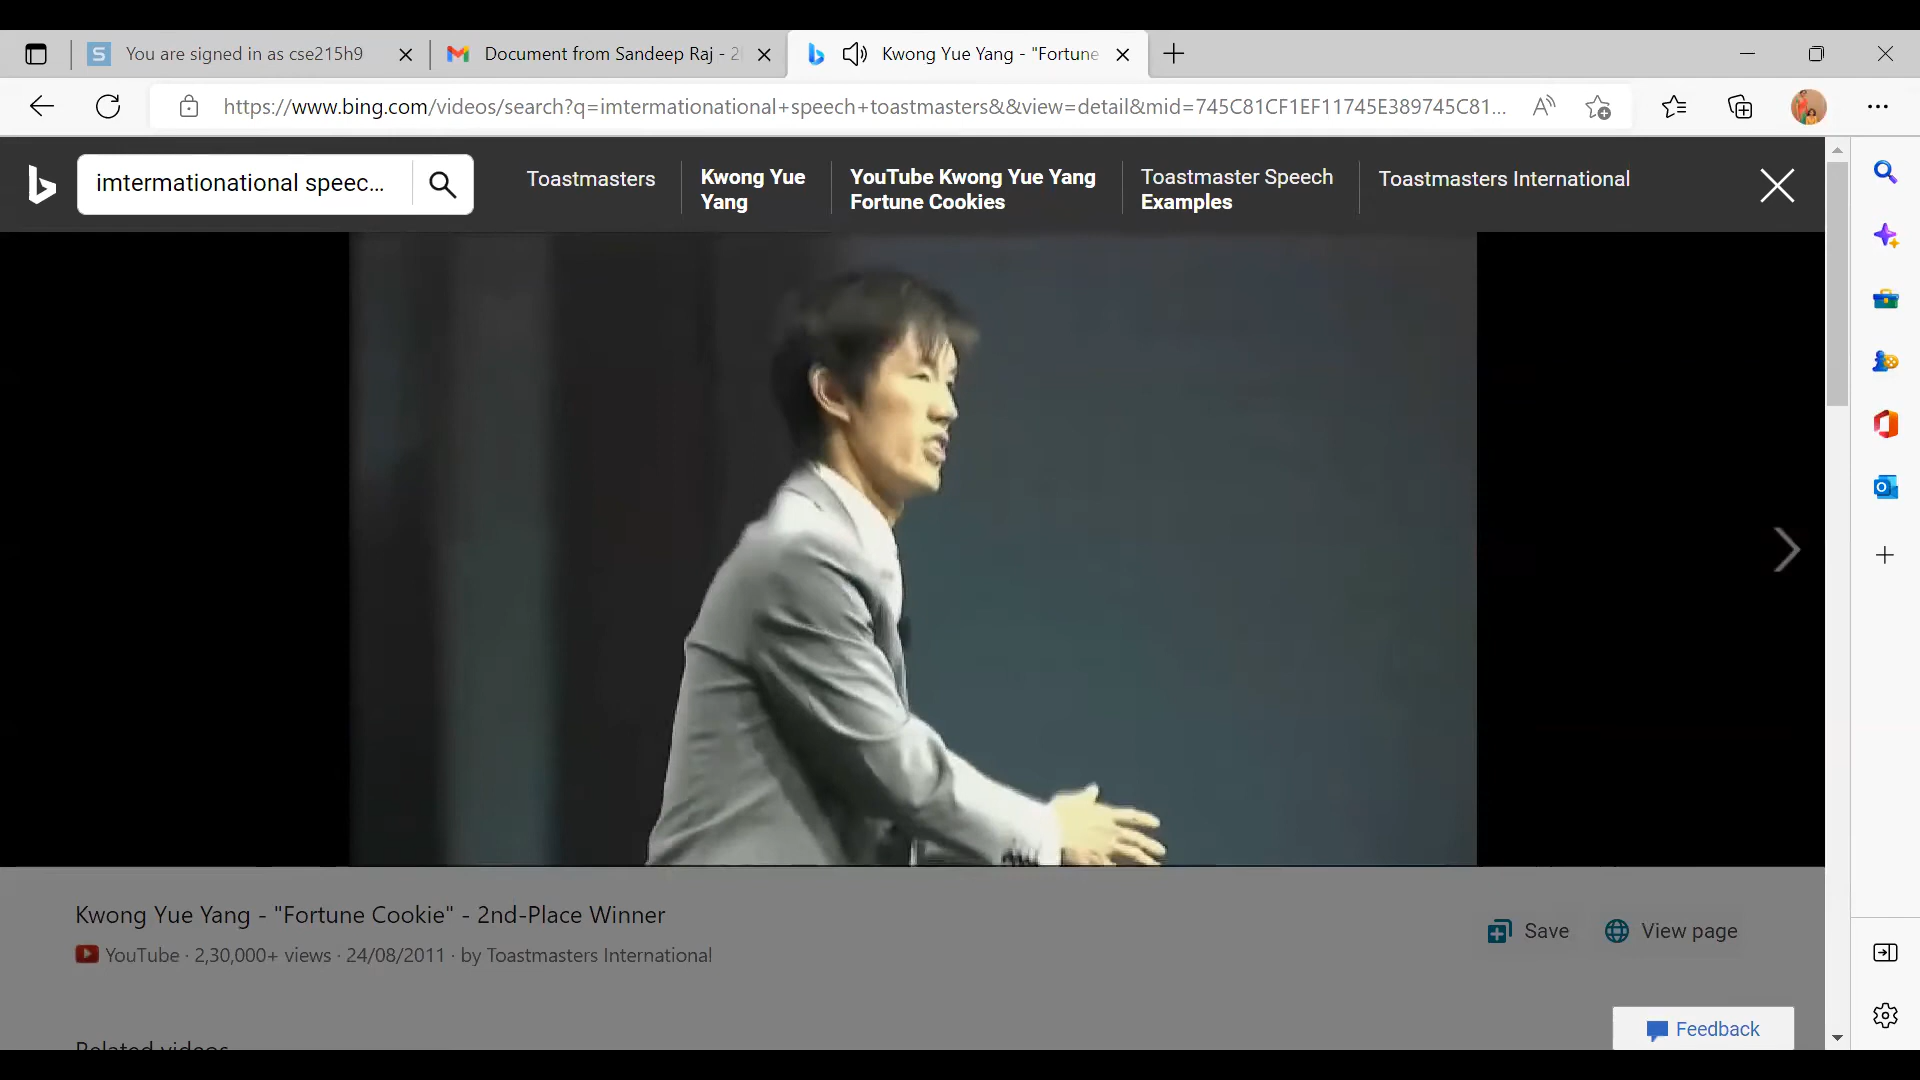 You are signed in as cse215h9
Document from Sandeep Raj - 2
Kwong Yue Yang - "Fortune
https://www.bing.com/videos/search?q=imtermationational+speech+toastmasters&&view=detail&mid=745C81CF1EF11745E389745C81...
imtermationational speec...
Toastmasters
Kwong Yue
Yang
YouTube Kwong Yue Yang
Fortune Cookies
Toastmaster Speech
Examples
Toastmasters International
Kwong Yue Yang - "Fortune Cookie" - 2nd-Place Winner
Save
View page
YouTube · 2,30,000+ views · 24/08/2011 · by Toastmasters International
Feedback
Related videos